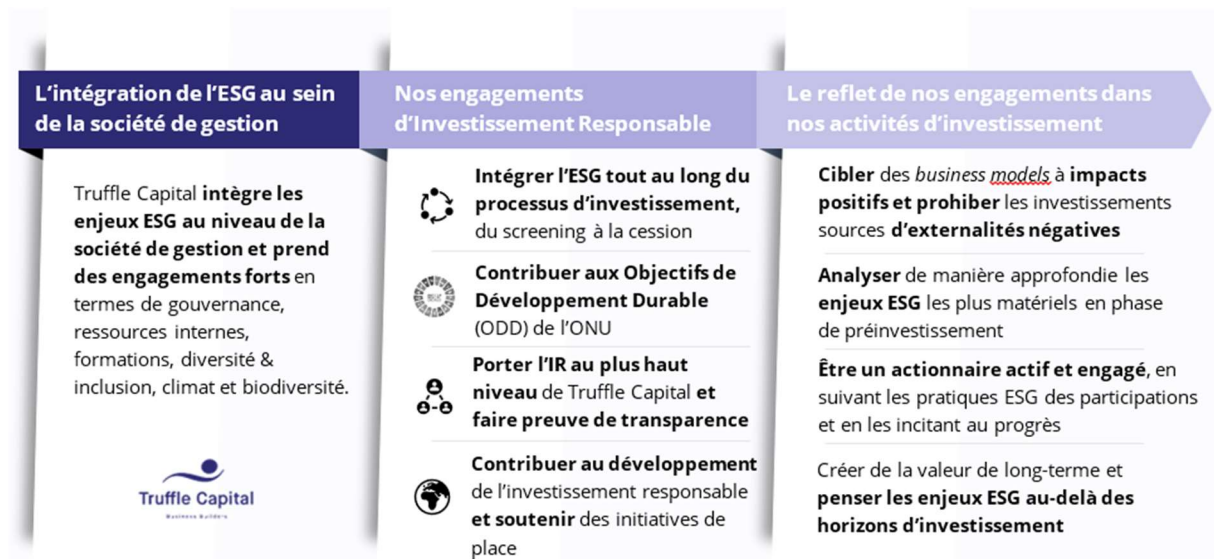 L'intégration de l'ESG au sein
de la société de gestion
Truffle Capital intègre les
enjeux ESG au niveau de la
société de gestion et prend
des engagements forts en
termes de gouvernance,
ressources internes,
formations, diversité &
inclusion, climat et biodiversité.
Truffle Capital
Business Builders
Nos engagements
d'Investissement Responsable
Intégrer l'ESG tout au long du
processus d'investissement,
du screening à la cession
Contribuer aux Objectifs de
Développement Durable
(ODD) de l'ONU
Porter l'IR au plus haut
niveau de Truffle Capital et
faire preuve de transparence
Contribuer au développement
de l'investissement responsable
et soutenir des initiatives de
place
Le reflet de nos engagements dans
nos activités d'investissement
Cibler des business models à impacts
positifs et prohiber les investissements
sources d'externalités négatives
Analyser de manière approfondie les
enjeux ESG les plus matériels en phase
de préinvestissement
Être un actionnaire actif et engagé, en
suivant les pratiques ESG des participations
et en les incitant au progrès
Créer de la valeur de long-terme et
penser les enjeux ESG au-delà des
horizons d'investissement